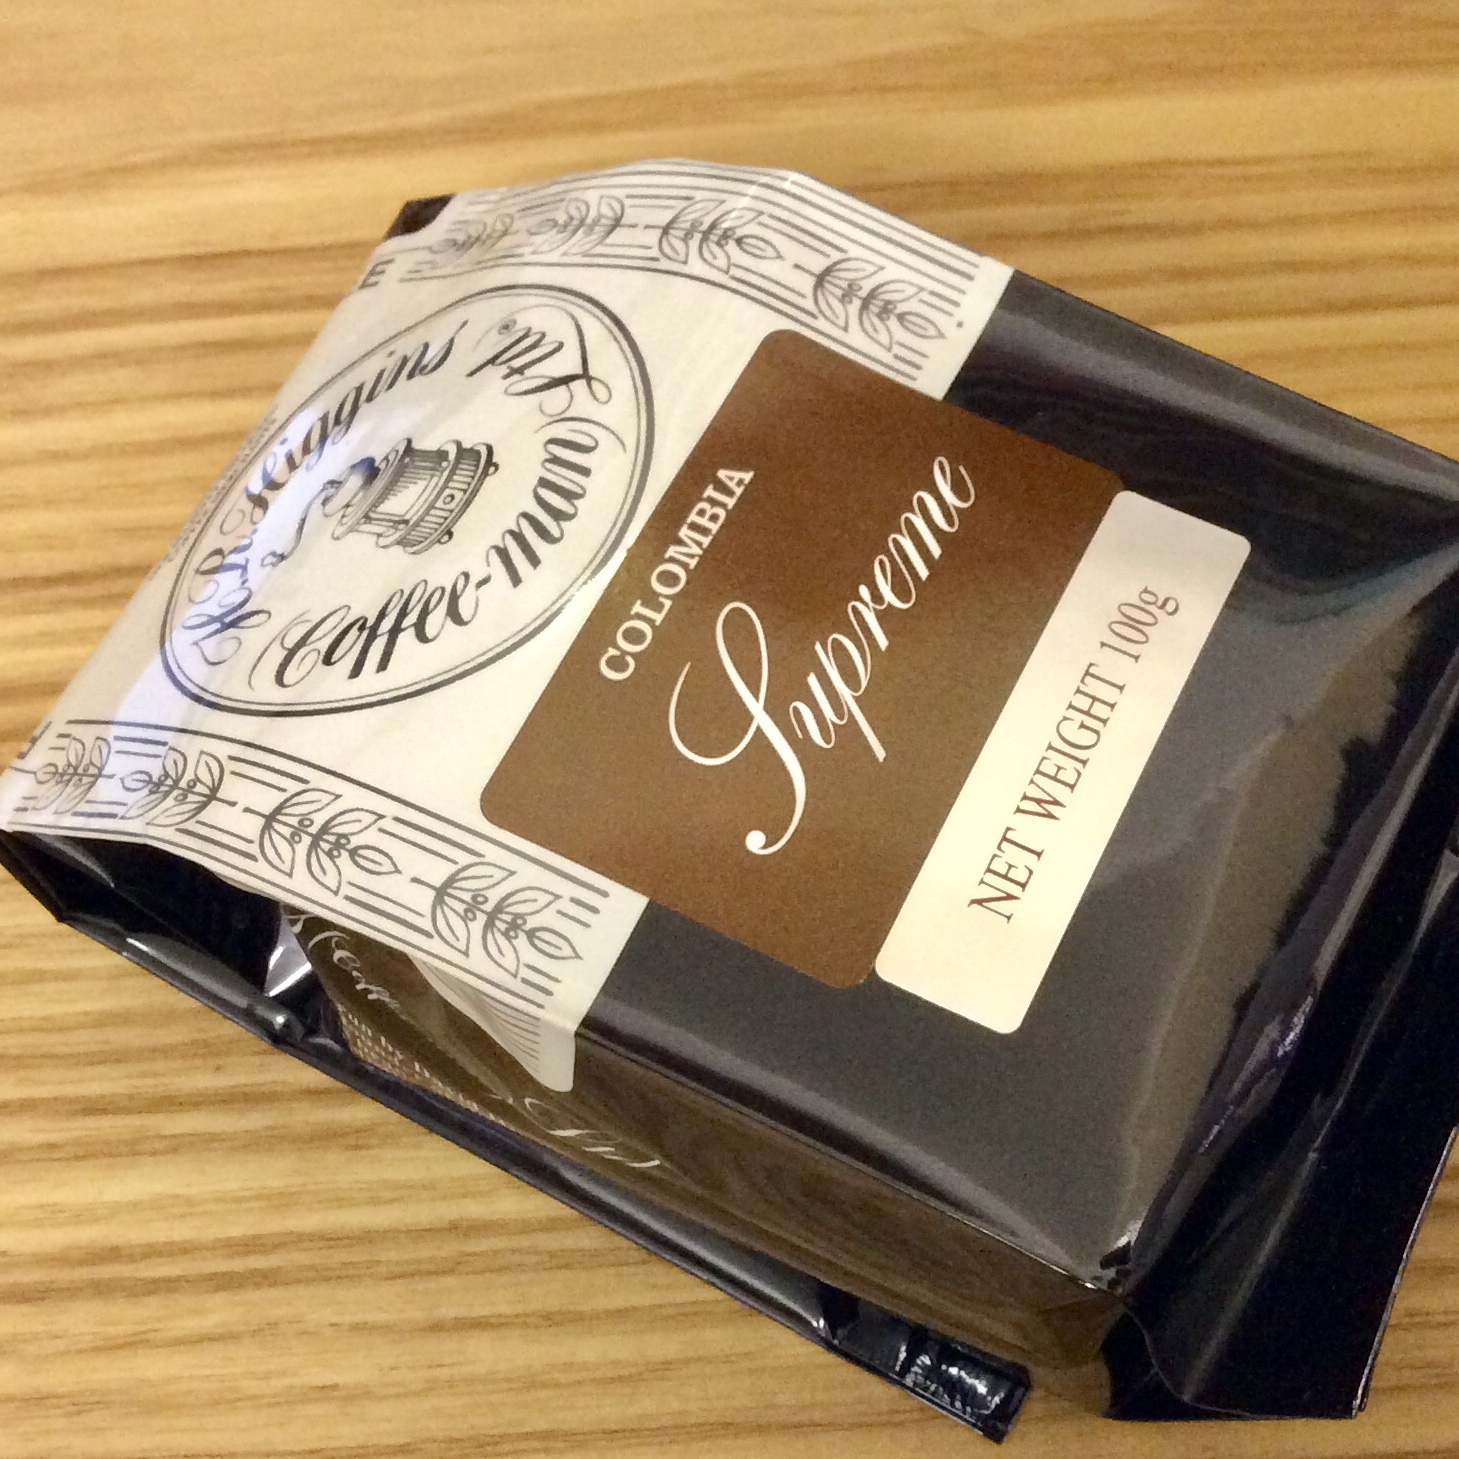 H.R. Higgins
(Coffee-man)
Ltd.
COLOMBIA
Supreme
NET WEIGHT 100g